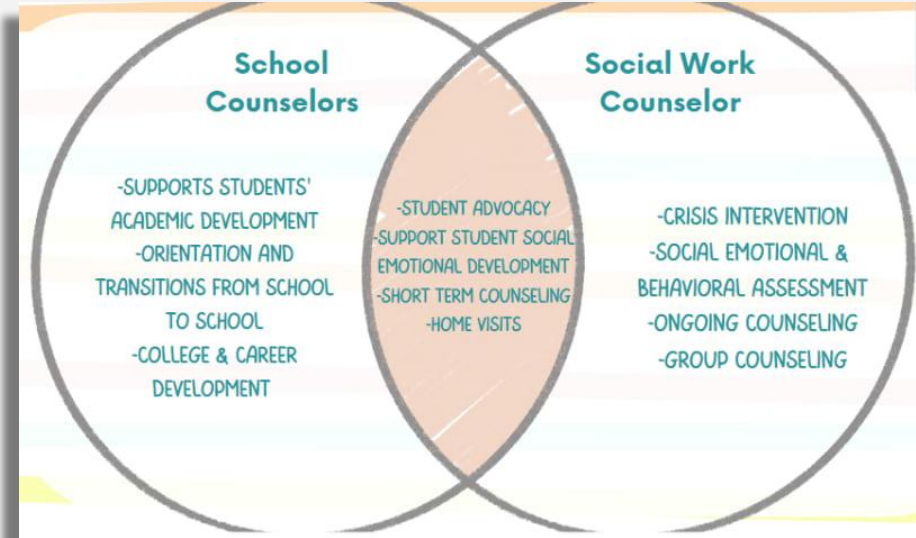 School
Counselors
-SUPPORTS STUDENTS'
ACADEMIC DEVELOPMENT
-ORIENTATION AND
TRANSITIONS FROM SCHOOL
TO SCHOOL
-COLLEGE & CAREER
DEVELOPMENT
-STUDENT ADVOCACY
-SUPPORT STUDENT SOCIAL
EMOTIONAL DEVELOPMENT
-SHORT TERM COUNSELING
-HOME VISITS
Social Work
Counselor
-CRISIS INTERVENTION
-SOCIAL EMOTIONAL &
BEHAVIORAL ASSESSMENT
-ONGOING COUNSELING
-GROUP COUNSELING